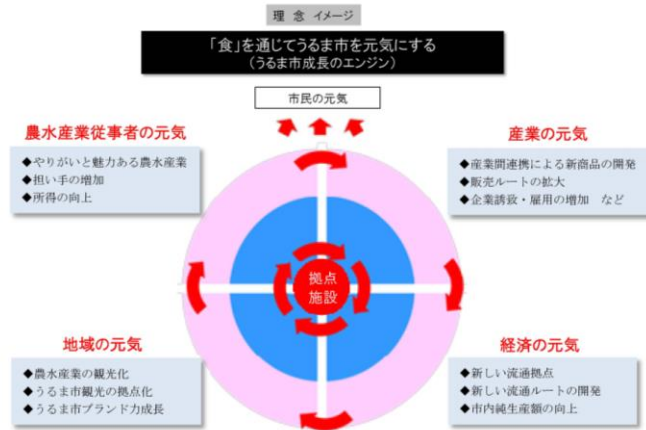 理 念 イメージ
「食」を通じてうるま市を元気にする
（うるま市成長のエンジン）
市民の元気
農水産業従事者の元気
◆やりがいと魅力ある農水産業
◆担い手の増加
◆所得の向上
産業の元気
◆産業間連携による新商品の開発
◆販売ルートの拡大
◆企業誘致・雇用の増加　など
拠点
施設
地域の元気
◆農水産業の観光化
◆うるま市観光の拠点化
◆うるま市ブランド力成長
経済の元気
◆新しい流通拠点
◆新しい流通ルートの開発
◆市内純生産額の向上